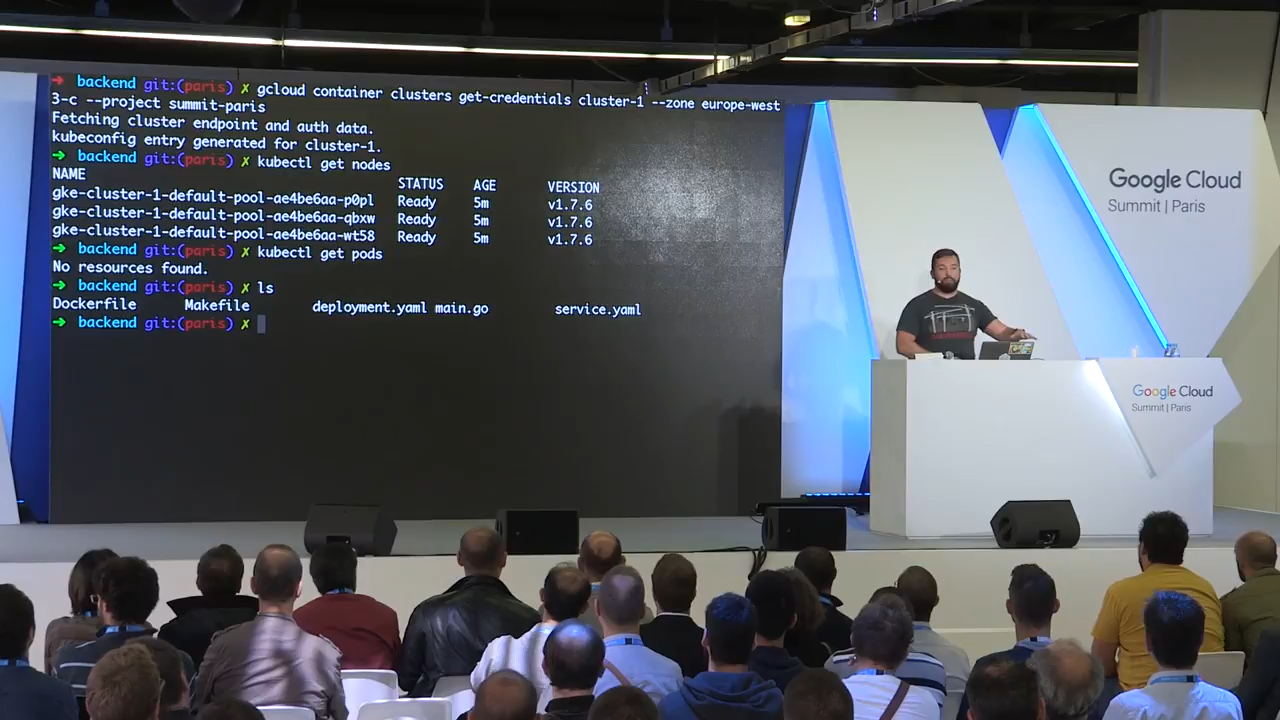 ➜ backend git:(paris) ✗ gcloud container clusters get-credentials cluster-1 --zone europe-west
3-c --project summit-paris
Fetching cluster endpoint and auth data.
kubeconfig entry generated for cluster-1.
➜ backend git:(paris) ✗ kubectl get nodes
NAME STATUS AGE VERSION
gke-cluster-1-default-pool-ae4be6aa-p0pl Ready 5m v1.7.6
gke-cluster-1-default-pool-ae4be6aa-qbxw Ready 5m v1.7.6
gke-cluster-1-default-pool-ae4be6aa-wt58 Ready 5m v1.7.6
➜ backend git:(paris) ✗ kubectl get pods
No resources found.
➜ backend git:(paris) ✗ ls
Dockerfile Makefile deployment.yaml main.go service.yaml
➜ backend git:(paris) ✗
Google Cloud
Summit | Paris
Google Cloud
Summit | Paris